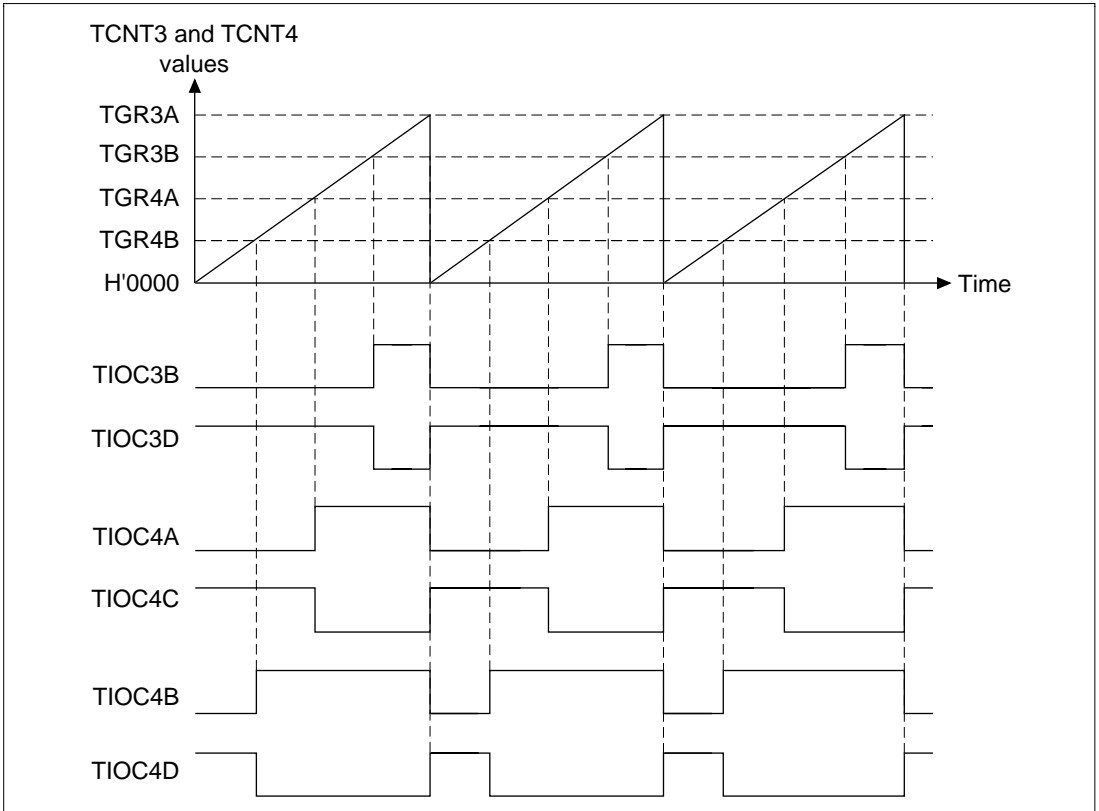 TCNT3 and TCNT4
values
TGR3A
TGR3B
TGR4A
TGR4B
H'0000
Time
TIOC3B
TIOC3D
TIOC4A
TIOC4C
TIOC4B
TIOC4D